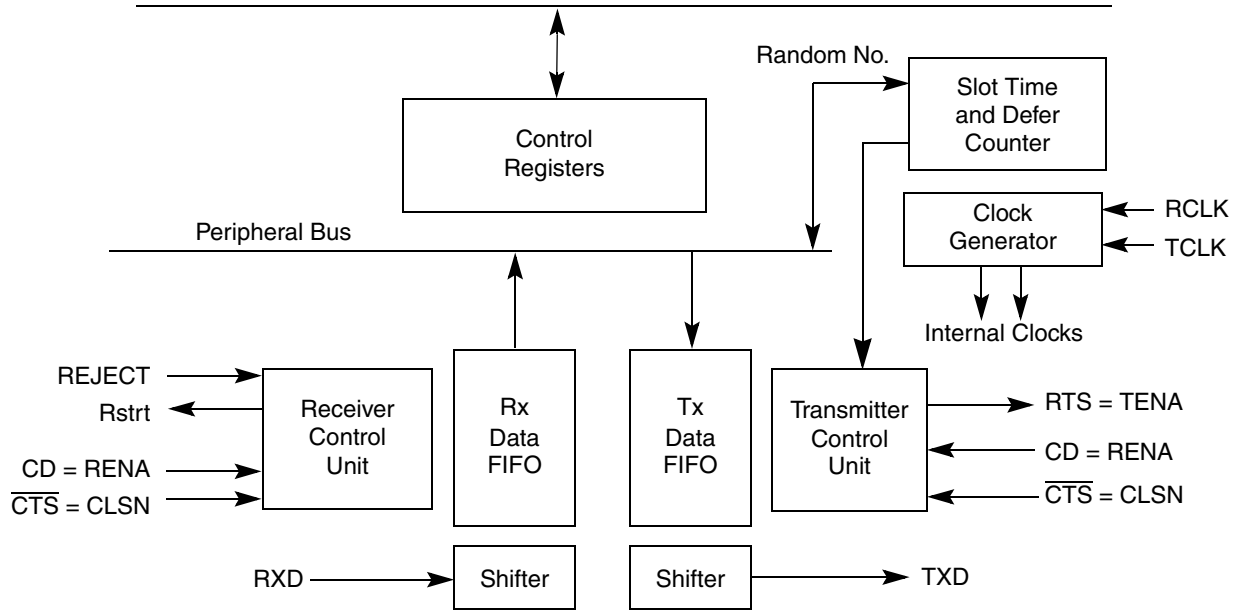 Random No.
Slot Time
and Defer
Counter
Control
Registers
Peripheral Bus
Clock
Generator
RCLK
TCLK
Internal Clocks
REJECT
Rstrt
CD = RENA
C̅T̅S̅ = CLSN
Receiver
Control
Unit
Rx
Data
FIFO
Tx
Data
FIFO
Transmitter
Control
Unit
RTS = TENA
CD = RENA
C̅T̅S̅ = CLSN
RXD
Shifter
Shifter
TXD